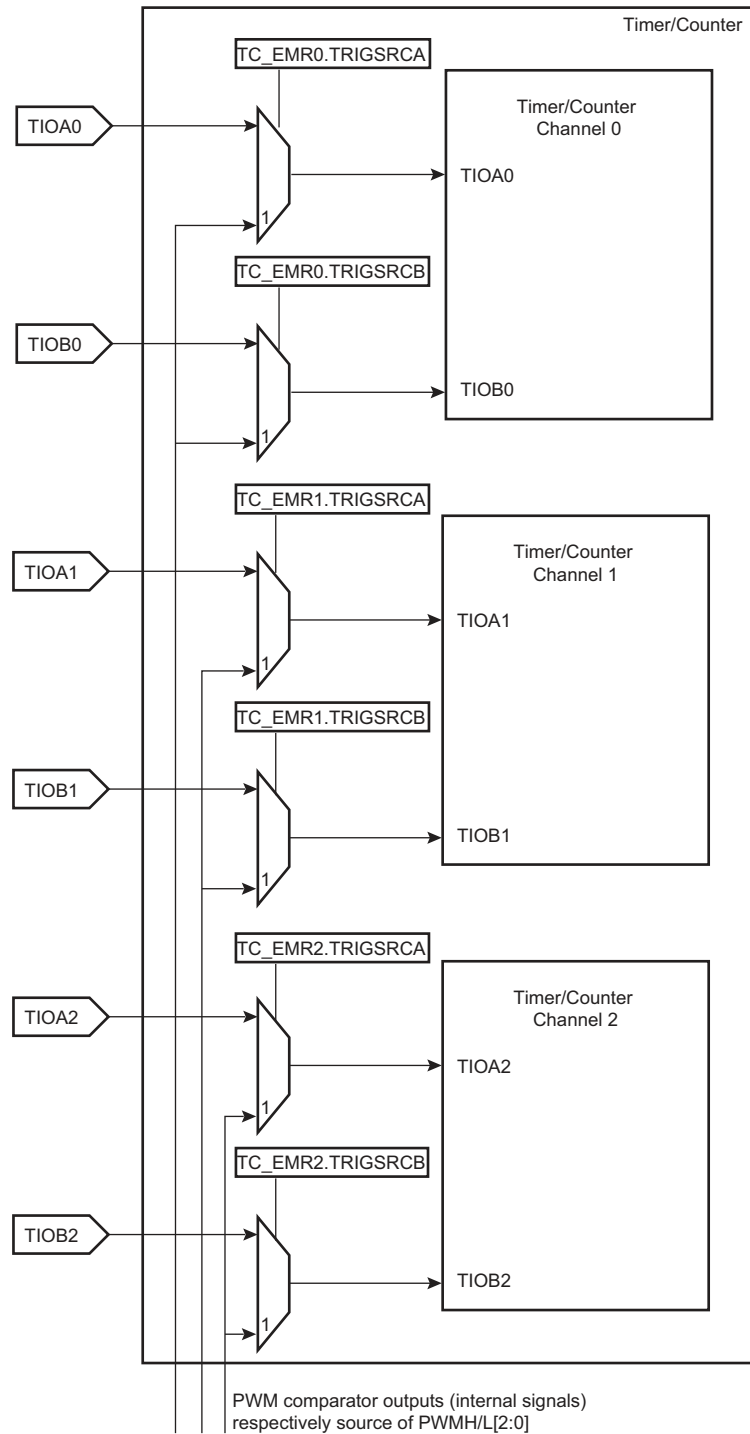 Timer/Counter
TC_EMR0.TRIGSRCA
TIOA0
Timer/Counter
Channel 0
TIOA0
1
TC_EMR0.TRIGSRCB
TIOB0
TIOB0
1
TC_EMR1.TRIGSRCA
TIOA1
Timer/Counter
Channel 1
TIOA1
1
TC_EMR1.TRIGSRCB
TIOB1
TIOB1
1
TC_EMR2.TRIGSRCA
TIOA2
Timer/Counter
Channel 2
TIOA2
1
TC_EMR2.TRIGSRCB
TIOB2
TIOB2
1
PWM comparator outputs (internal signals)
respectively source of PWMH/L[2:0]